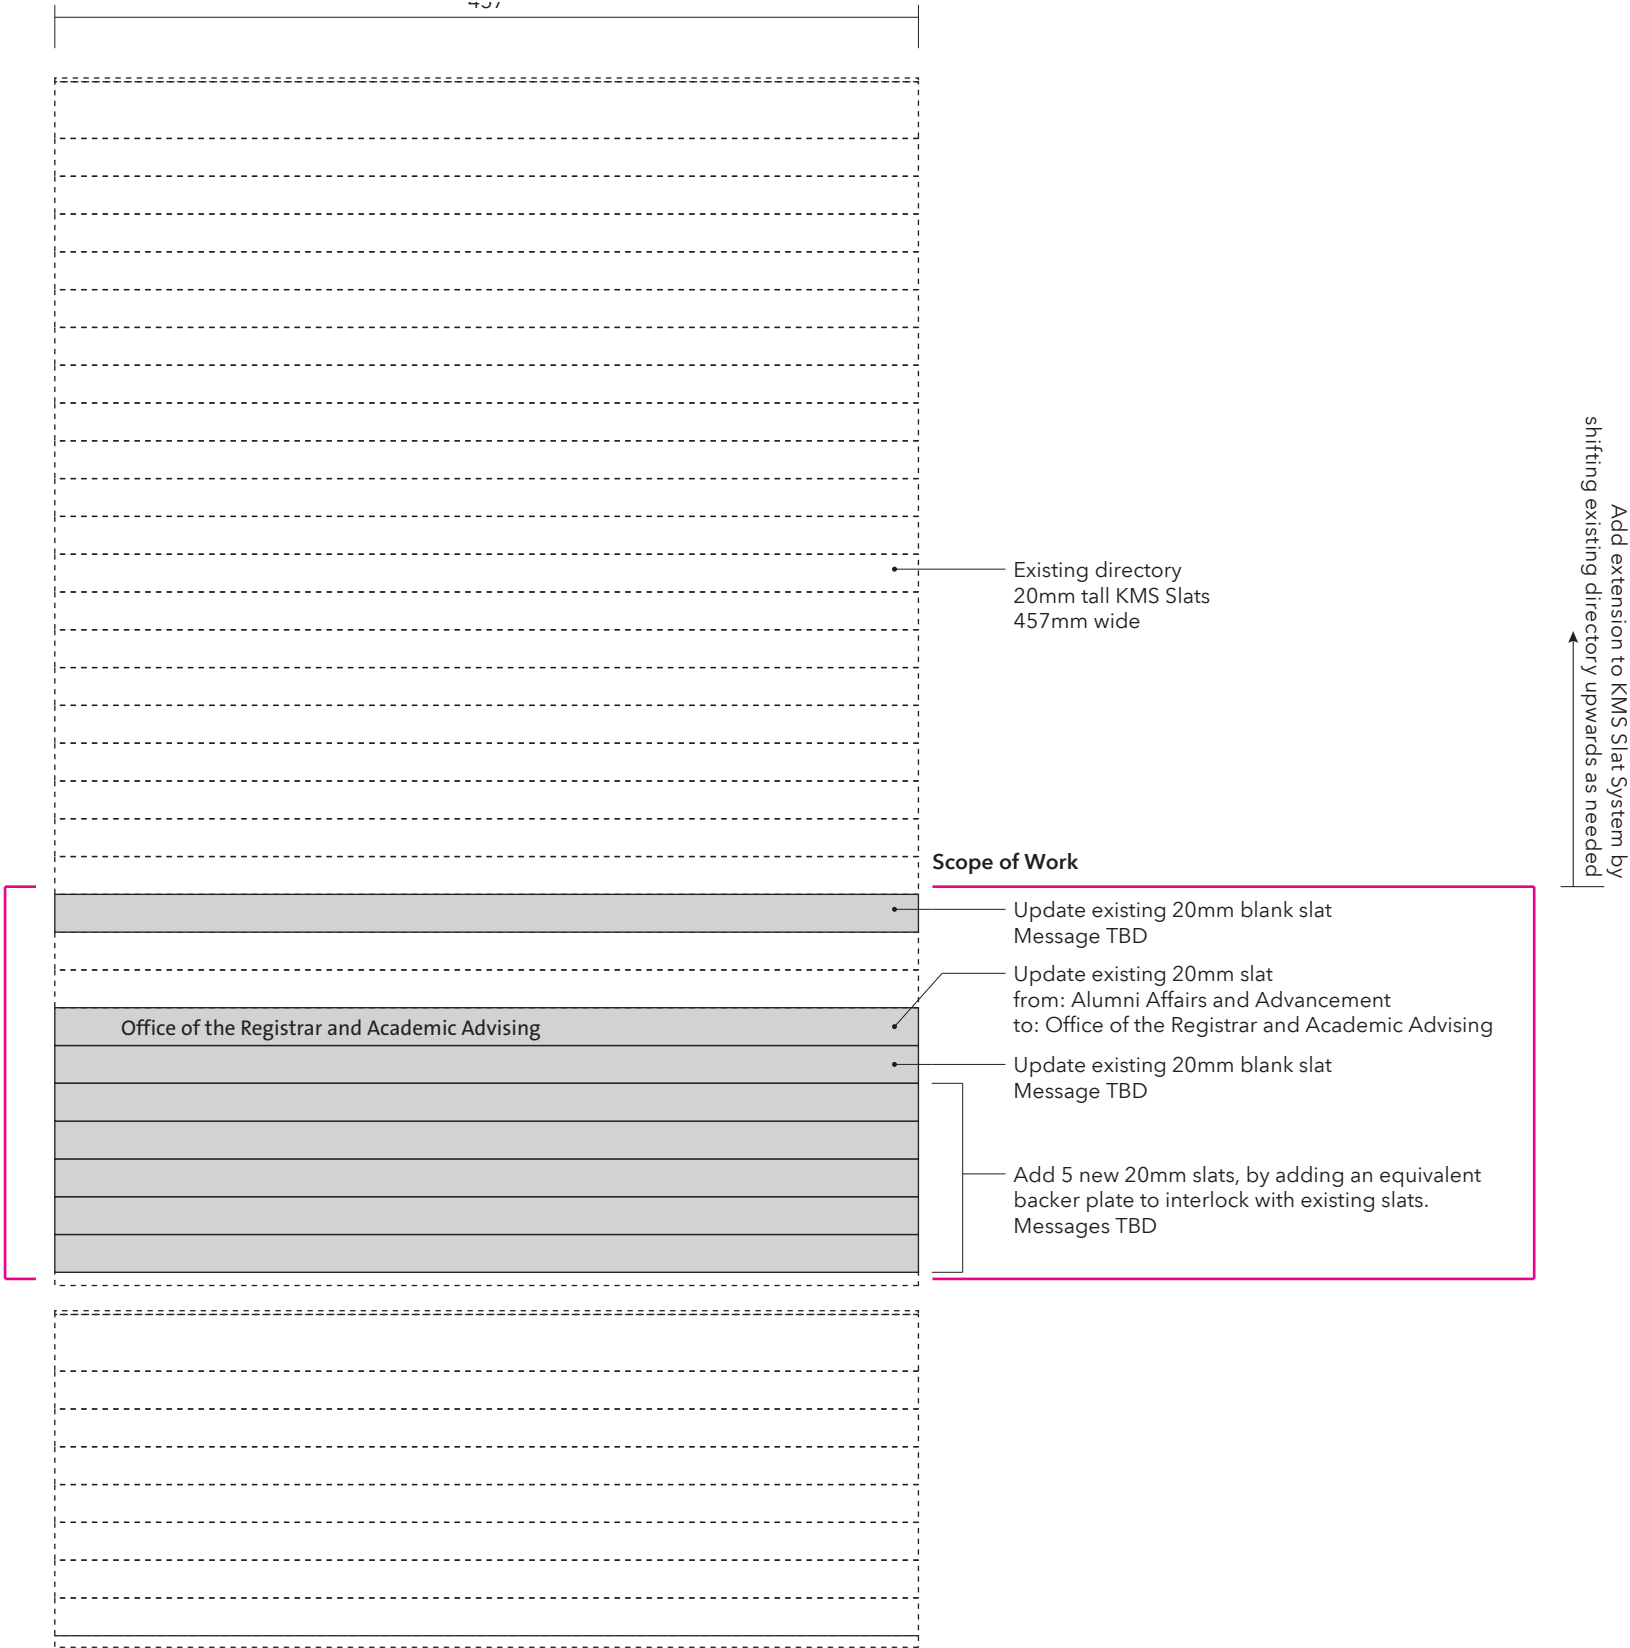 457
Existing directory
20mm tall KMS Slats
457mm wide
Add extension to KMS Slat System by
shifting existing directory upwards as needed
Scope of Work
Update existing 20mm blank slat
Message TBD
Update existing 20mm slat
from: Alumni Affairs and Advancement
to: Office of the Registrar and Academic Advising
Office of the Registrar and Academic Advising
Update existing 20mm blank slat
Message TBD
Add 5 new 20mm slats, by adding an equivalent
backer plate to interlock with existing slats.
Messages TBD